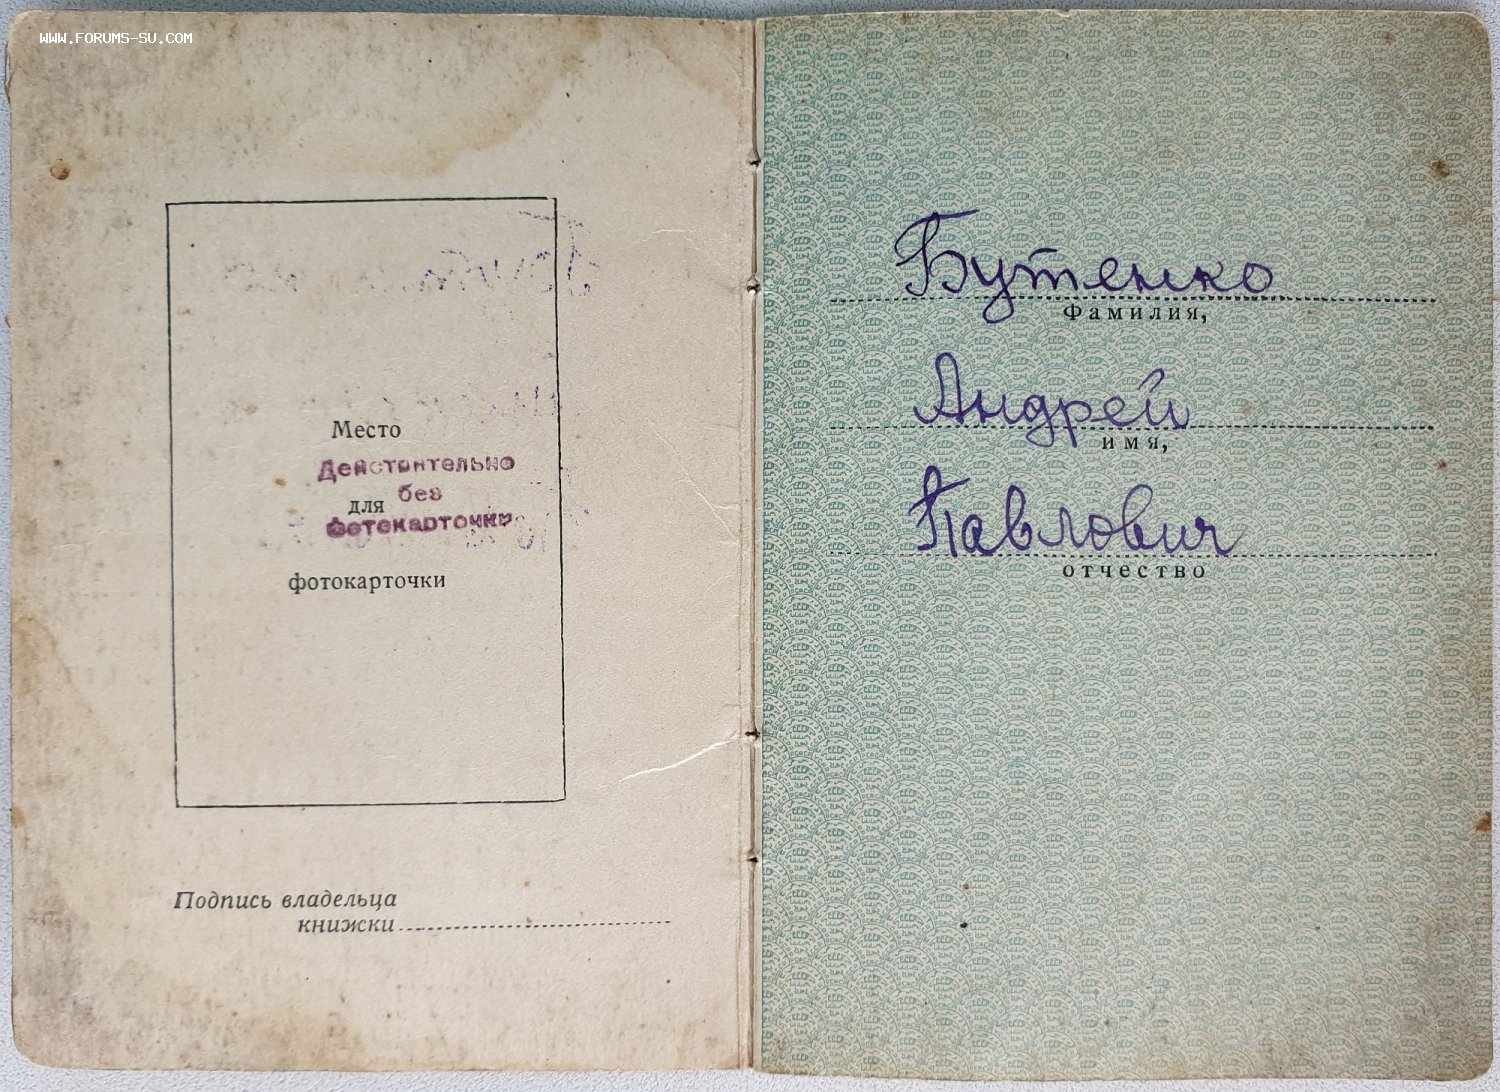 WWW.FORUMS-SU.COM
Место
Действительно
без
для
фотокарточки
фотокарточки
Подпись владельца
книжки
Бутенко
Фамилия,
Андрей
имя,
Павлович
отчество